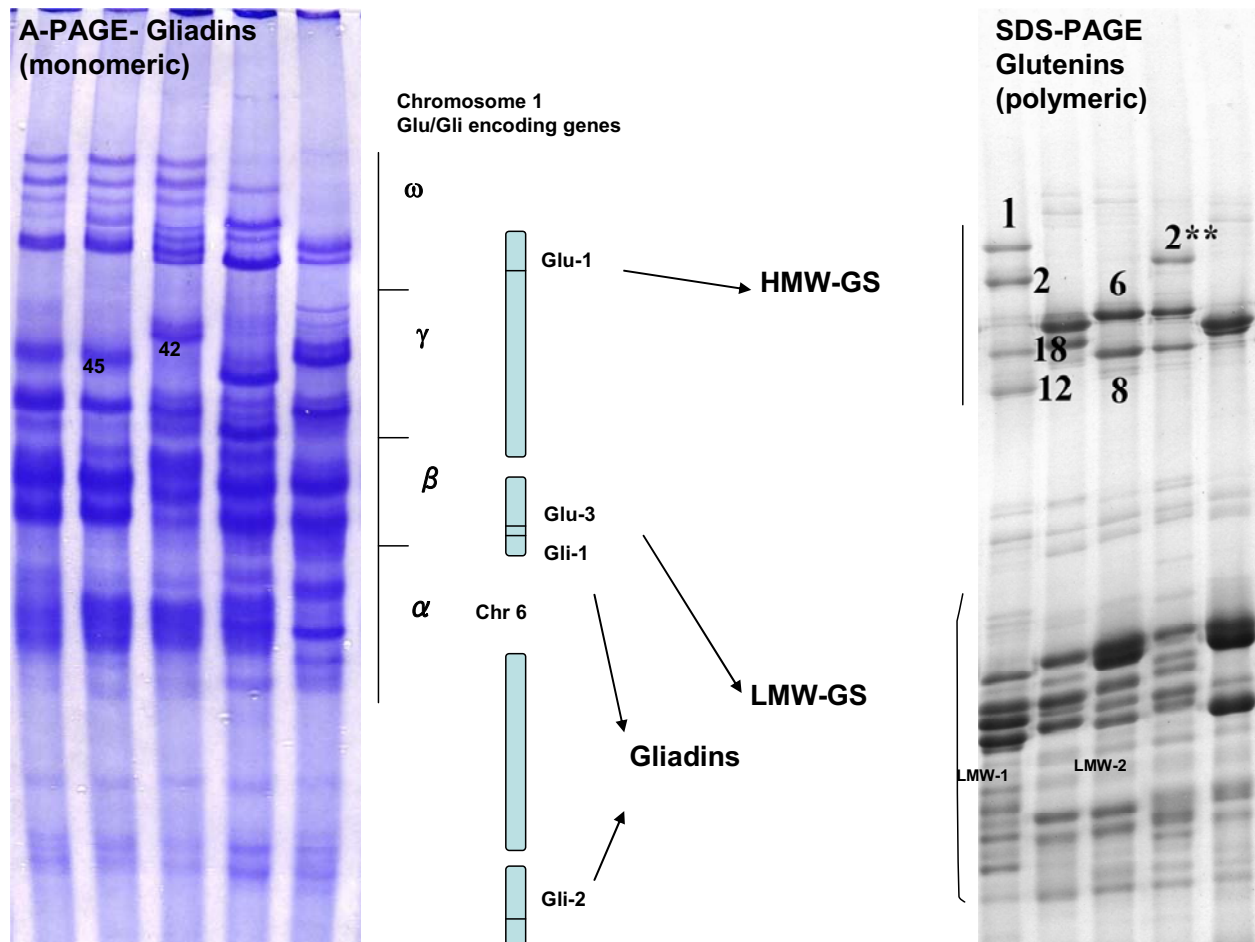 A-PAGE- Gliadins
(monomeric)
45
42
Chromosome 1
Glu/Gli encoding genes
ω
γ
β
α
Glu-1
Glu-3
Gli-1
Chr 6
Gli-2
HMW-GS
LMW-GS
Gliadins
SDS-PAGE
Glutenins
(polymeric)
1
2**
2
6
18
12
8
LMW-1
LMW-2